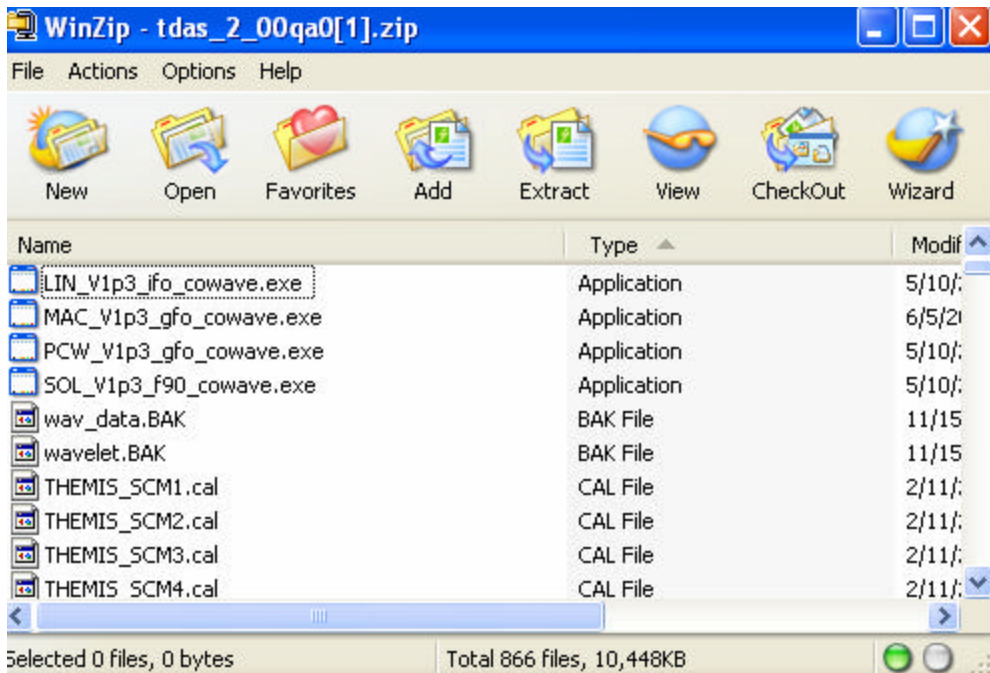 WinZip - tdas_2_00qa0[1].zip
File Actions Options Help
New Open Favorites Add Extract View CheckOut Wizard
Name Type Modif
LIN_V1p3_ifo_cowave.exe Application 5/10/
MAC_V1p3_gfo_cowave.exe Application 6/5/2
PCW_V1p3_gfo_cowave.exe Application 5/10/
SOL_V1p3_f90_cowave.exe Application 5/10/
wav_data.BAK BAK File 11/15
wavelet.BAK BAK File 11/15
THEMIS_SCM1.cal CAL File 2/11/
THEMIS_SCM2.cal CAL File 2/11/
THEMIS_SCM3.cal CAL File 2/11/
THEMIS_SCM4.cal CAL File 2/11/
Selected 0 files, 0 bytes Total 866 files, 10,448KB